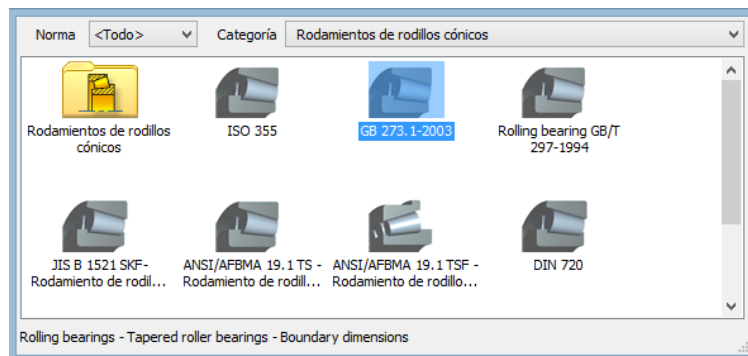 Norma <Todo> Categoría Rodamientos de rodillos cónicos
Rodamientos de rodillos
cónicos
ISO 355
GB 273.1-2003
Rolling bearing GB/T
297-1994
JIS B 1521 SKF-
Rodamiento de rodil...
ANSI/AFBMA 19.1 TS -
Rodamiento de rodill...
ANSI/AFBMA 19.1 TSF -
Rodamiento de rodillo...
DIN 720
Rolling bearings - Tapered roller bearings - Boundary dimensions